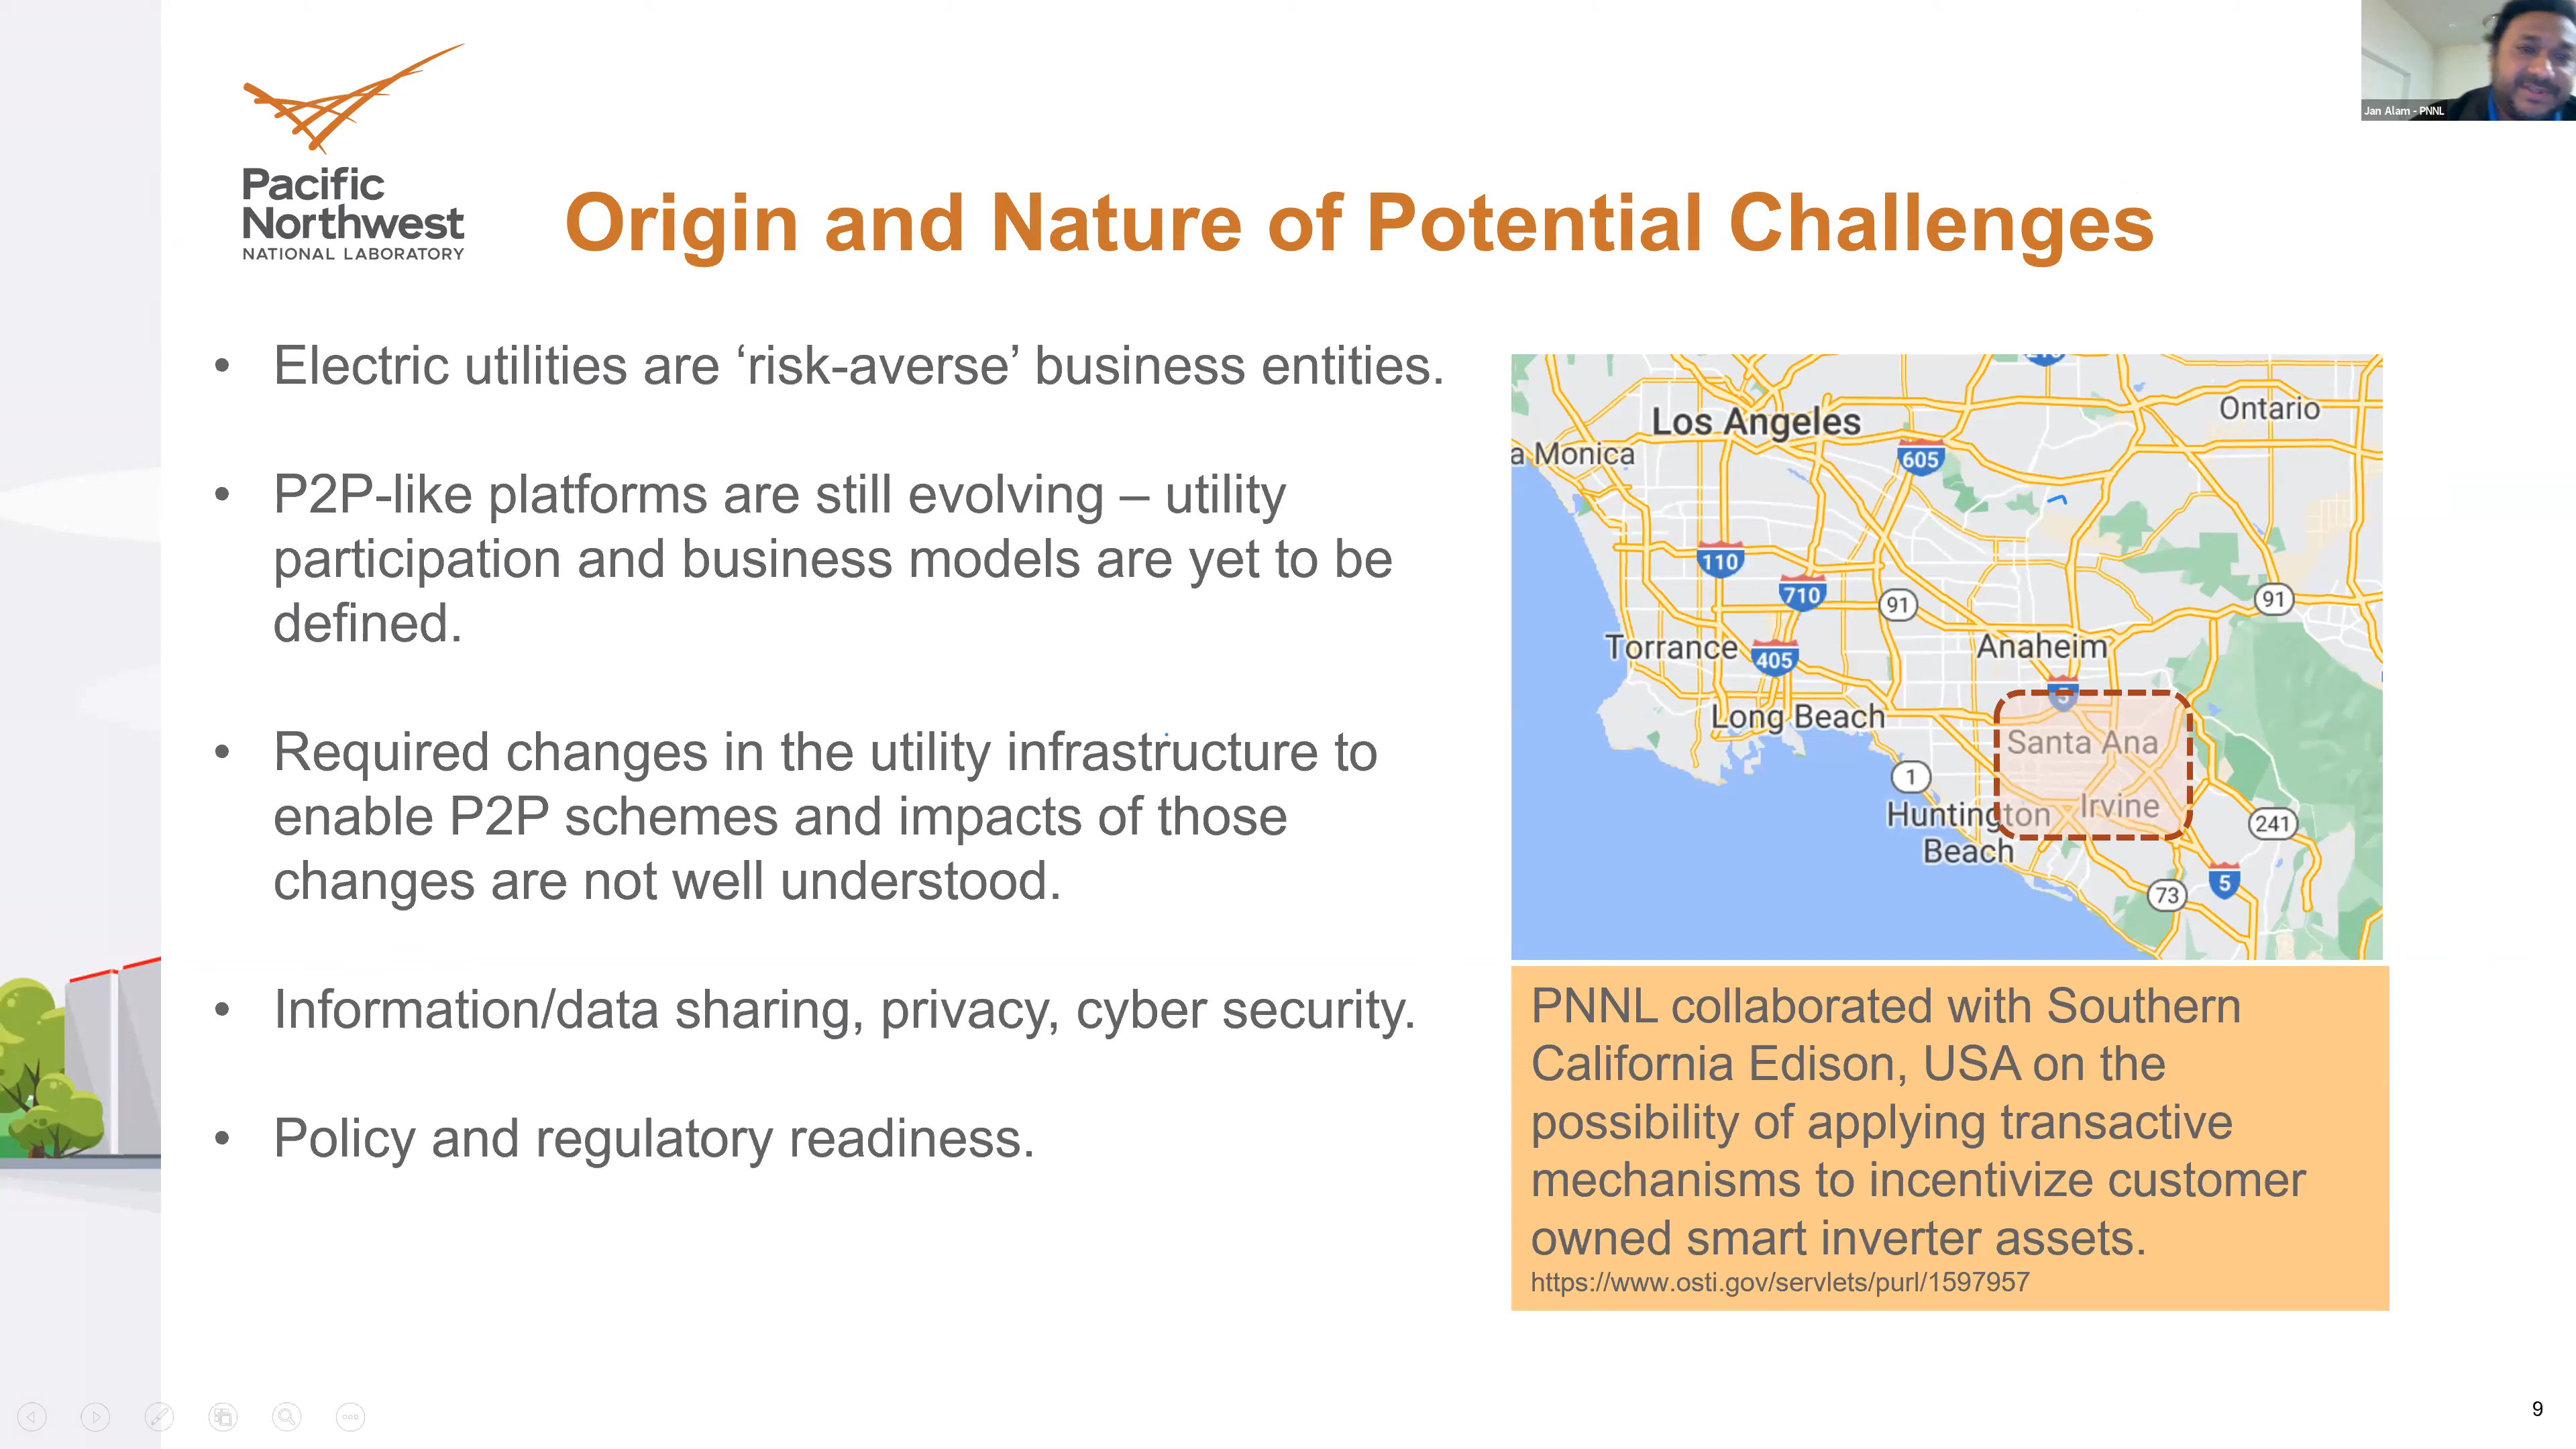 Jan Alam - PNNL
Pacific
Northwest
NATIONAL LABORATORY
Origin and Nature of Potential Challenges
• Electric utilities are ‘risk-averse’ business entities.
• P2P-like platforms are still evolving – utility
participation and business models are yet to be
defined.
• Required changes in the utility infrastructure to
enable P2P schemes and impacts of those
changes are not well understood.
• Information/data sharing, privacy, cyber security.
• Policy and regulatory readiness.
Los Angeles
Ontario
a Monica
605
110
710
91
91
Torrance
405
Anaheim
5
Long Beach
Santa Ana
1
Huntington
Beach
Irvine
241
73
5
PNNL collaborated with Southern
California Edison, USA on the
possibility of applying transactive
mechanisms to incentivize customer
owned smart inverter assets.
https://www.osti.gov/servlets/purl/1597957
9